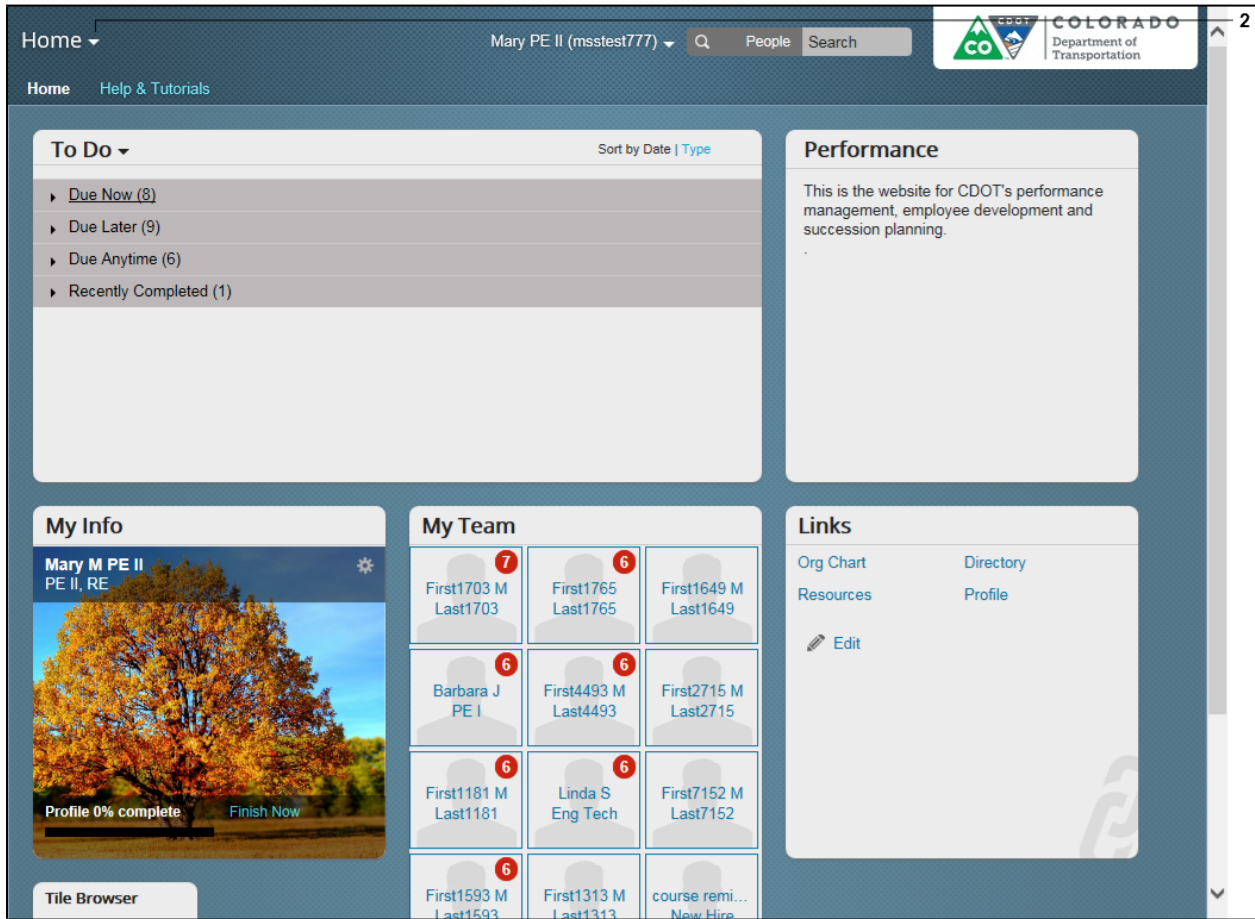 2
Home
Mary PE II (msstest777)
People
Search
CDOT
CO
COLORADO
Department of
Transportation
Home
Help & Tutorials
To Do
Sort by Date | Type
Due Now (8)
Due Later (9)
Due Anytime (6)
Recently Completed (1)
Performance
This is the website for CDOT's performance
management, employee development and
succession planning.
.
My Info
Mary M PE II
PE II, RE
Profile 0% complete
Finish Now
My Team
7
First1703 M
Last1703
6
First1765
Last1765
First1649 M
Last1649
6
Barbara J
PE I
6
First4493 M
Last4493
First2715 M
Last2715
6
First1181 M
Last1181
6
Linda S
Eng Tech
First7152 M
Last7152
6
First1593 M
Last1593
First1313 M
Last1313
course remi...
New Hire
Links
Org Chart
Directory
Resources
Profile
Edit
Tile Browser